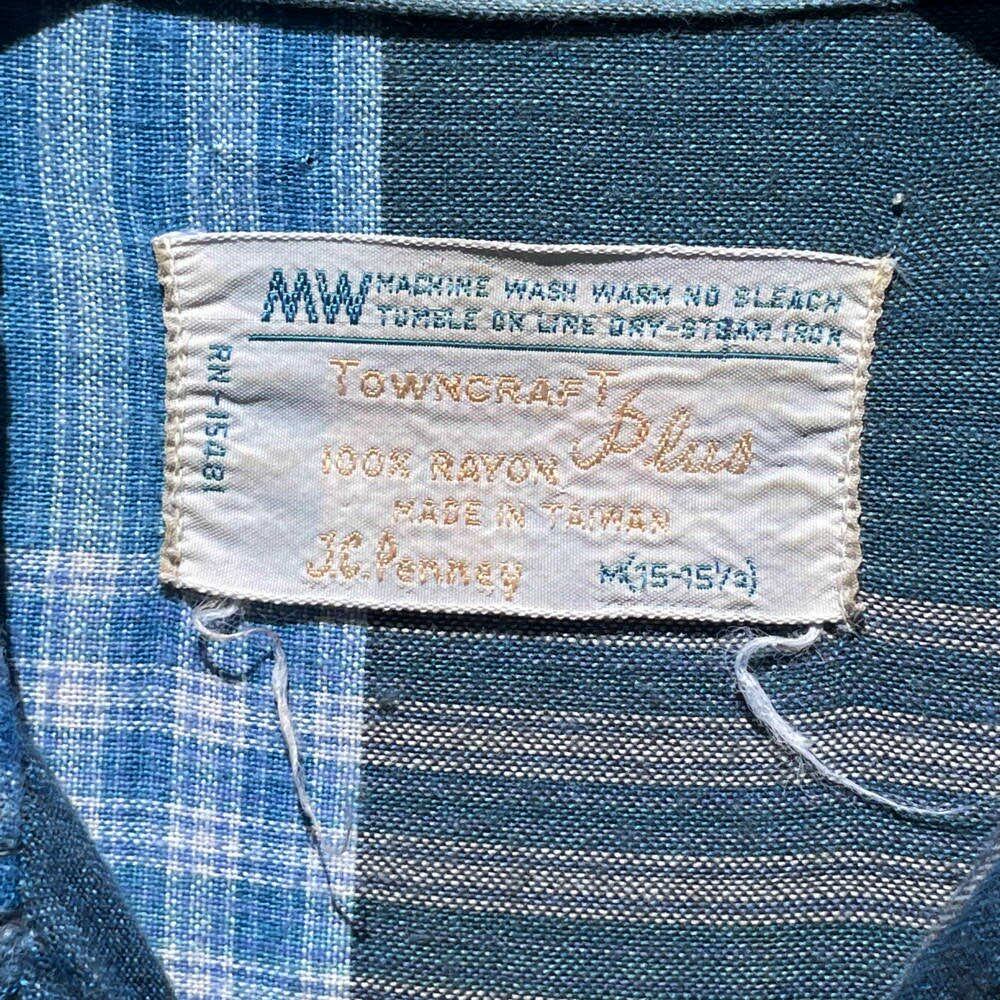 MW MACHINE WASH WARM NO BLEACH
TUMBLE OR LINE DRY-STEAM IRON
RN-15481
TOWNCRAFT Plus
100% RAYON
MADE IN TAIWAN
J.C.Penney M(15-15½)